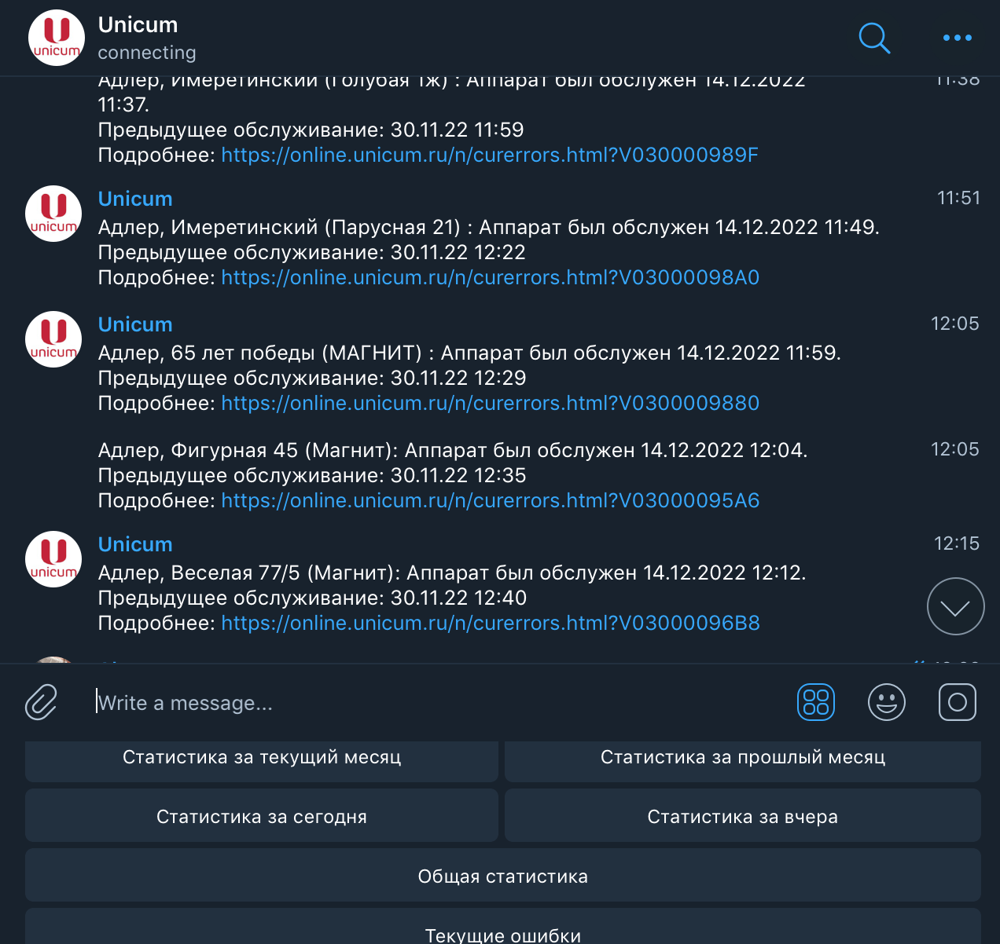 Unicum
connecting
Адлер, Имеретинский (Голубая 1ж) : Аппарат был обслужен 14.12.2022 11:38
11:37.
Предыдущее обслуживание: 30.11.22 11:59
Подробнее: https://online.unicum.ru/n/curerrors.html?V030000989F
Unicum 11:51
Адлер, Имеретинский (Парусная 21) : Аппарат был обслужен 14.12.2022 11:49.
Предыдущее обслуживание: 30.11.22 12:22
Подробнее: https://online.unicum.ru/n/curerrors.html?V03000098A0
Unicum 12:05
Адлер, 65 лет победы (МАГНИТ) : Аппарат был обслужен 14.12.2022 11:59.
Предыдущее обслуживание: 30.11.22 12:29
Подробнее: https://online.unicum.ru/n/curerrors.html?V0300009880
Адлер, Фигурная 45 (Магнит): Аппарат был обслужен 14.12.2022 12:04. 12:05
Предыдущее обслуживание: 30.11.22 12:35
Подробнее: https://online.unicum.ru/n/curerrors.html?V03000095A6
Unicum 12:15
Адлер, Веселая 77/5 (Магнит): Аппарат был обслужен 14.12.2022 12:12.
Предыдущее обслуживание: 30.11.22 12:40
Подробнее: https://online.unicum.ru/n/curerrors.html?V03000096B8
Write a message...
Статистика за текущий месяц Статистика за прошлый месяц
Статистика за сегодня Статистика за вчера
Общая статистика
Текущие ошибки